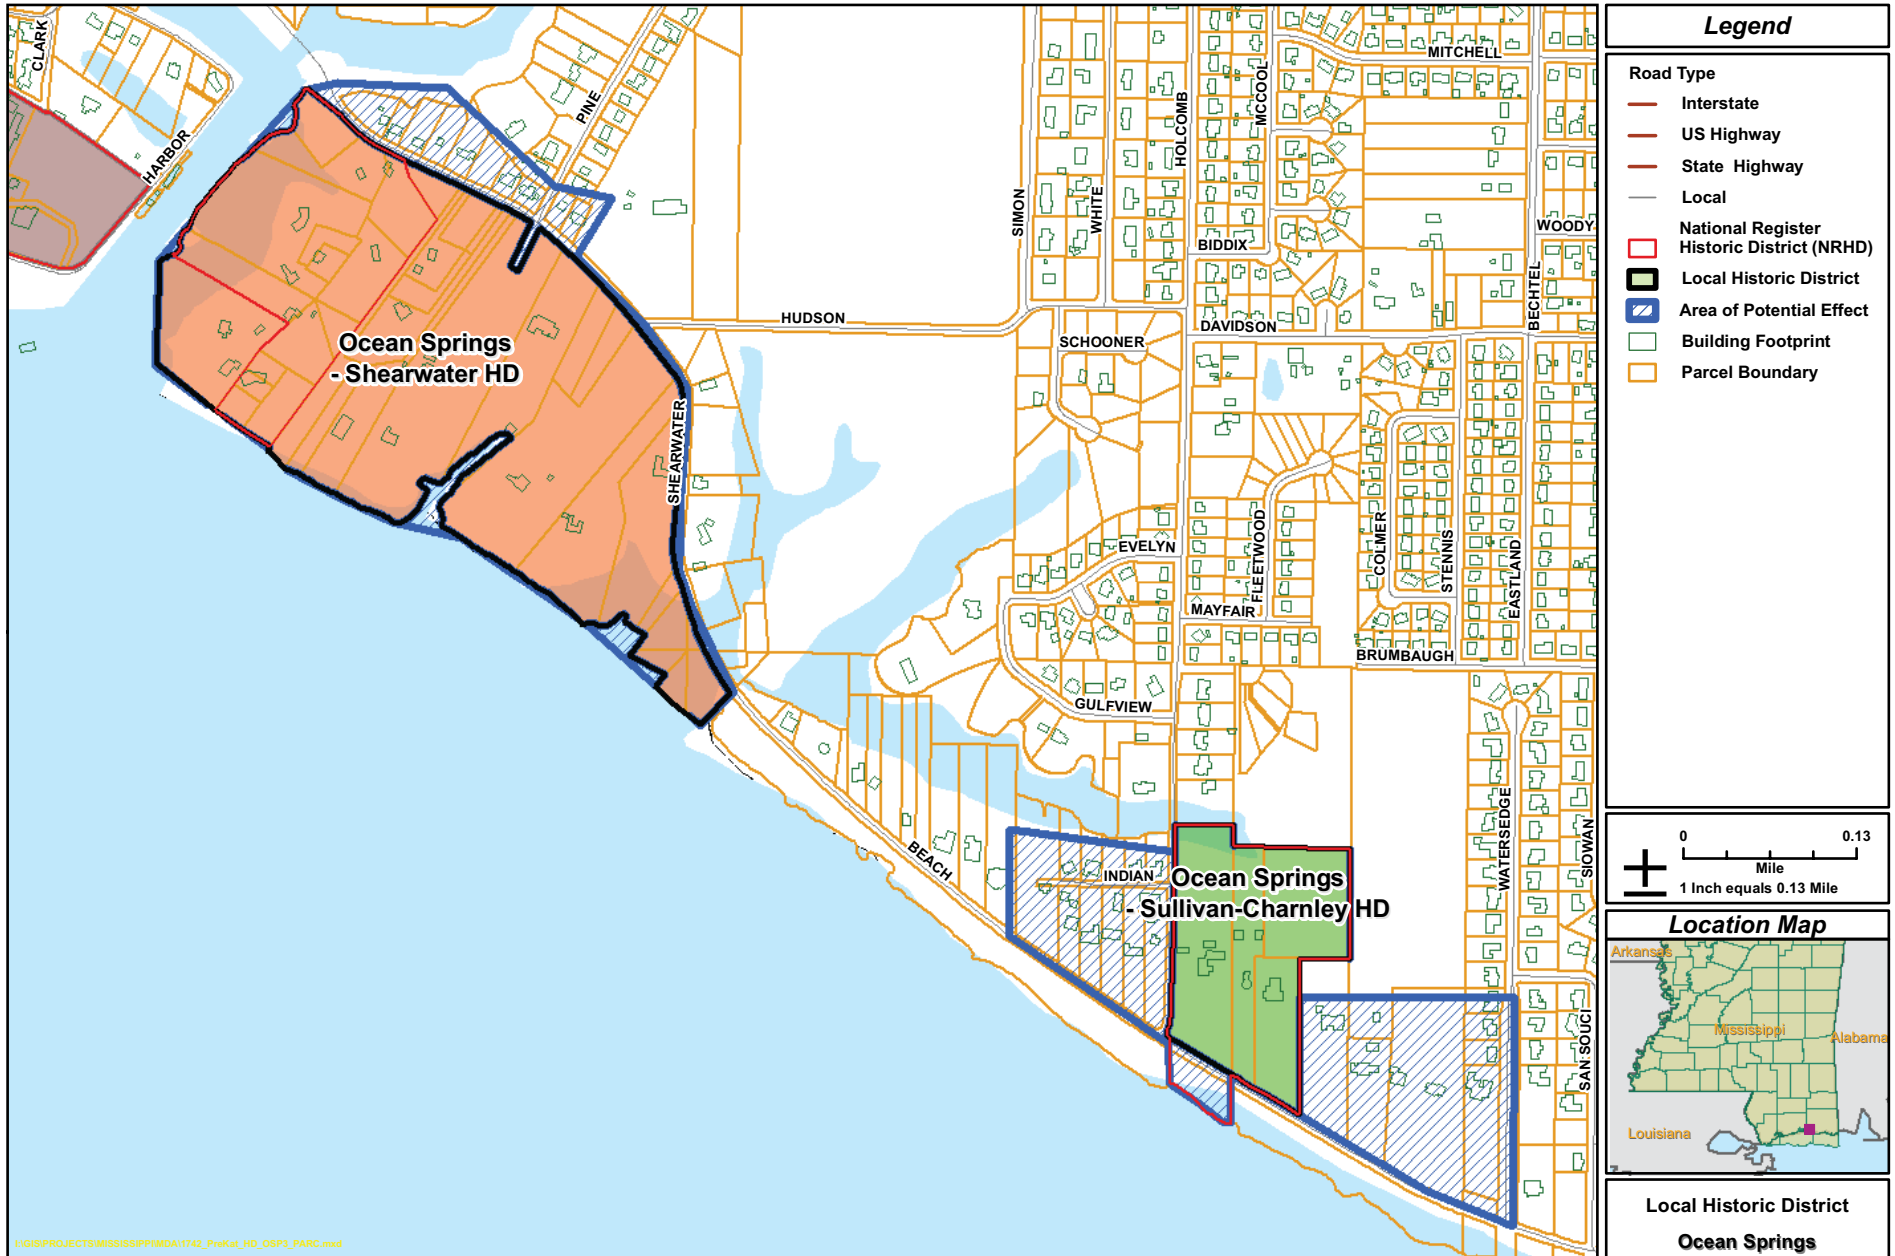 CLARK
HARBOR
PINE
SIMON
WHITE
HOLCOMB
MCCOOL
MITCHELL
BIDDIX
WOODY
BECHTEL
HUDSON
DAVIDSON
SCHOONER
Ocean Springs
- Shearwater HD
SHEARWATER
EVELYN
FLEETWOOD
COLMER
STENNIS
EASTLAND
MAYFAIR
BRUMBAUGH
GULFVIEW
WATERSEDGE
SIOWAN
BEACH
INDIAN
Ocean Springs
- Sullivan-Charnley HD
SAN SOUCI
Legend
Road Type
Interstate
US Highway
State Highway
Local
National Register
Historic District (NRHD)
Local Historic District
Area of Potential Effect
Building Footprint
Parcel Boundary
0 0.13
Mile
1 Inch equals 0.13 Mile
Location Map
Arkansas
Mississippi
Alabama
Louisiana
Local Historic District
Ocean Springs